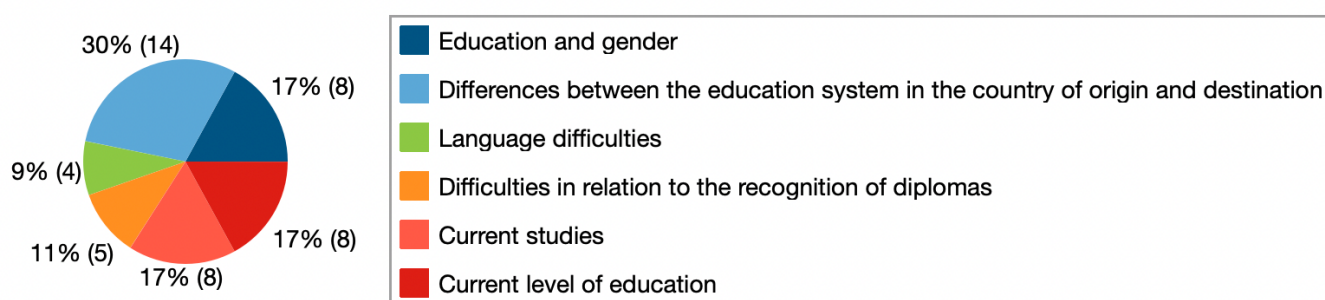 30% (14)
17% (8)
9% (4)
11% (5)
17% (8)
17% (8)
Education and gender
Differences between the education system in the country of origin and destination
Language difficulties
Difficulties in relation to the recognition of diplomas
Current studies
Current level of education